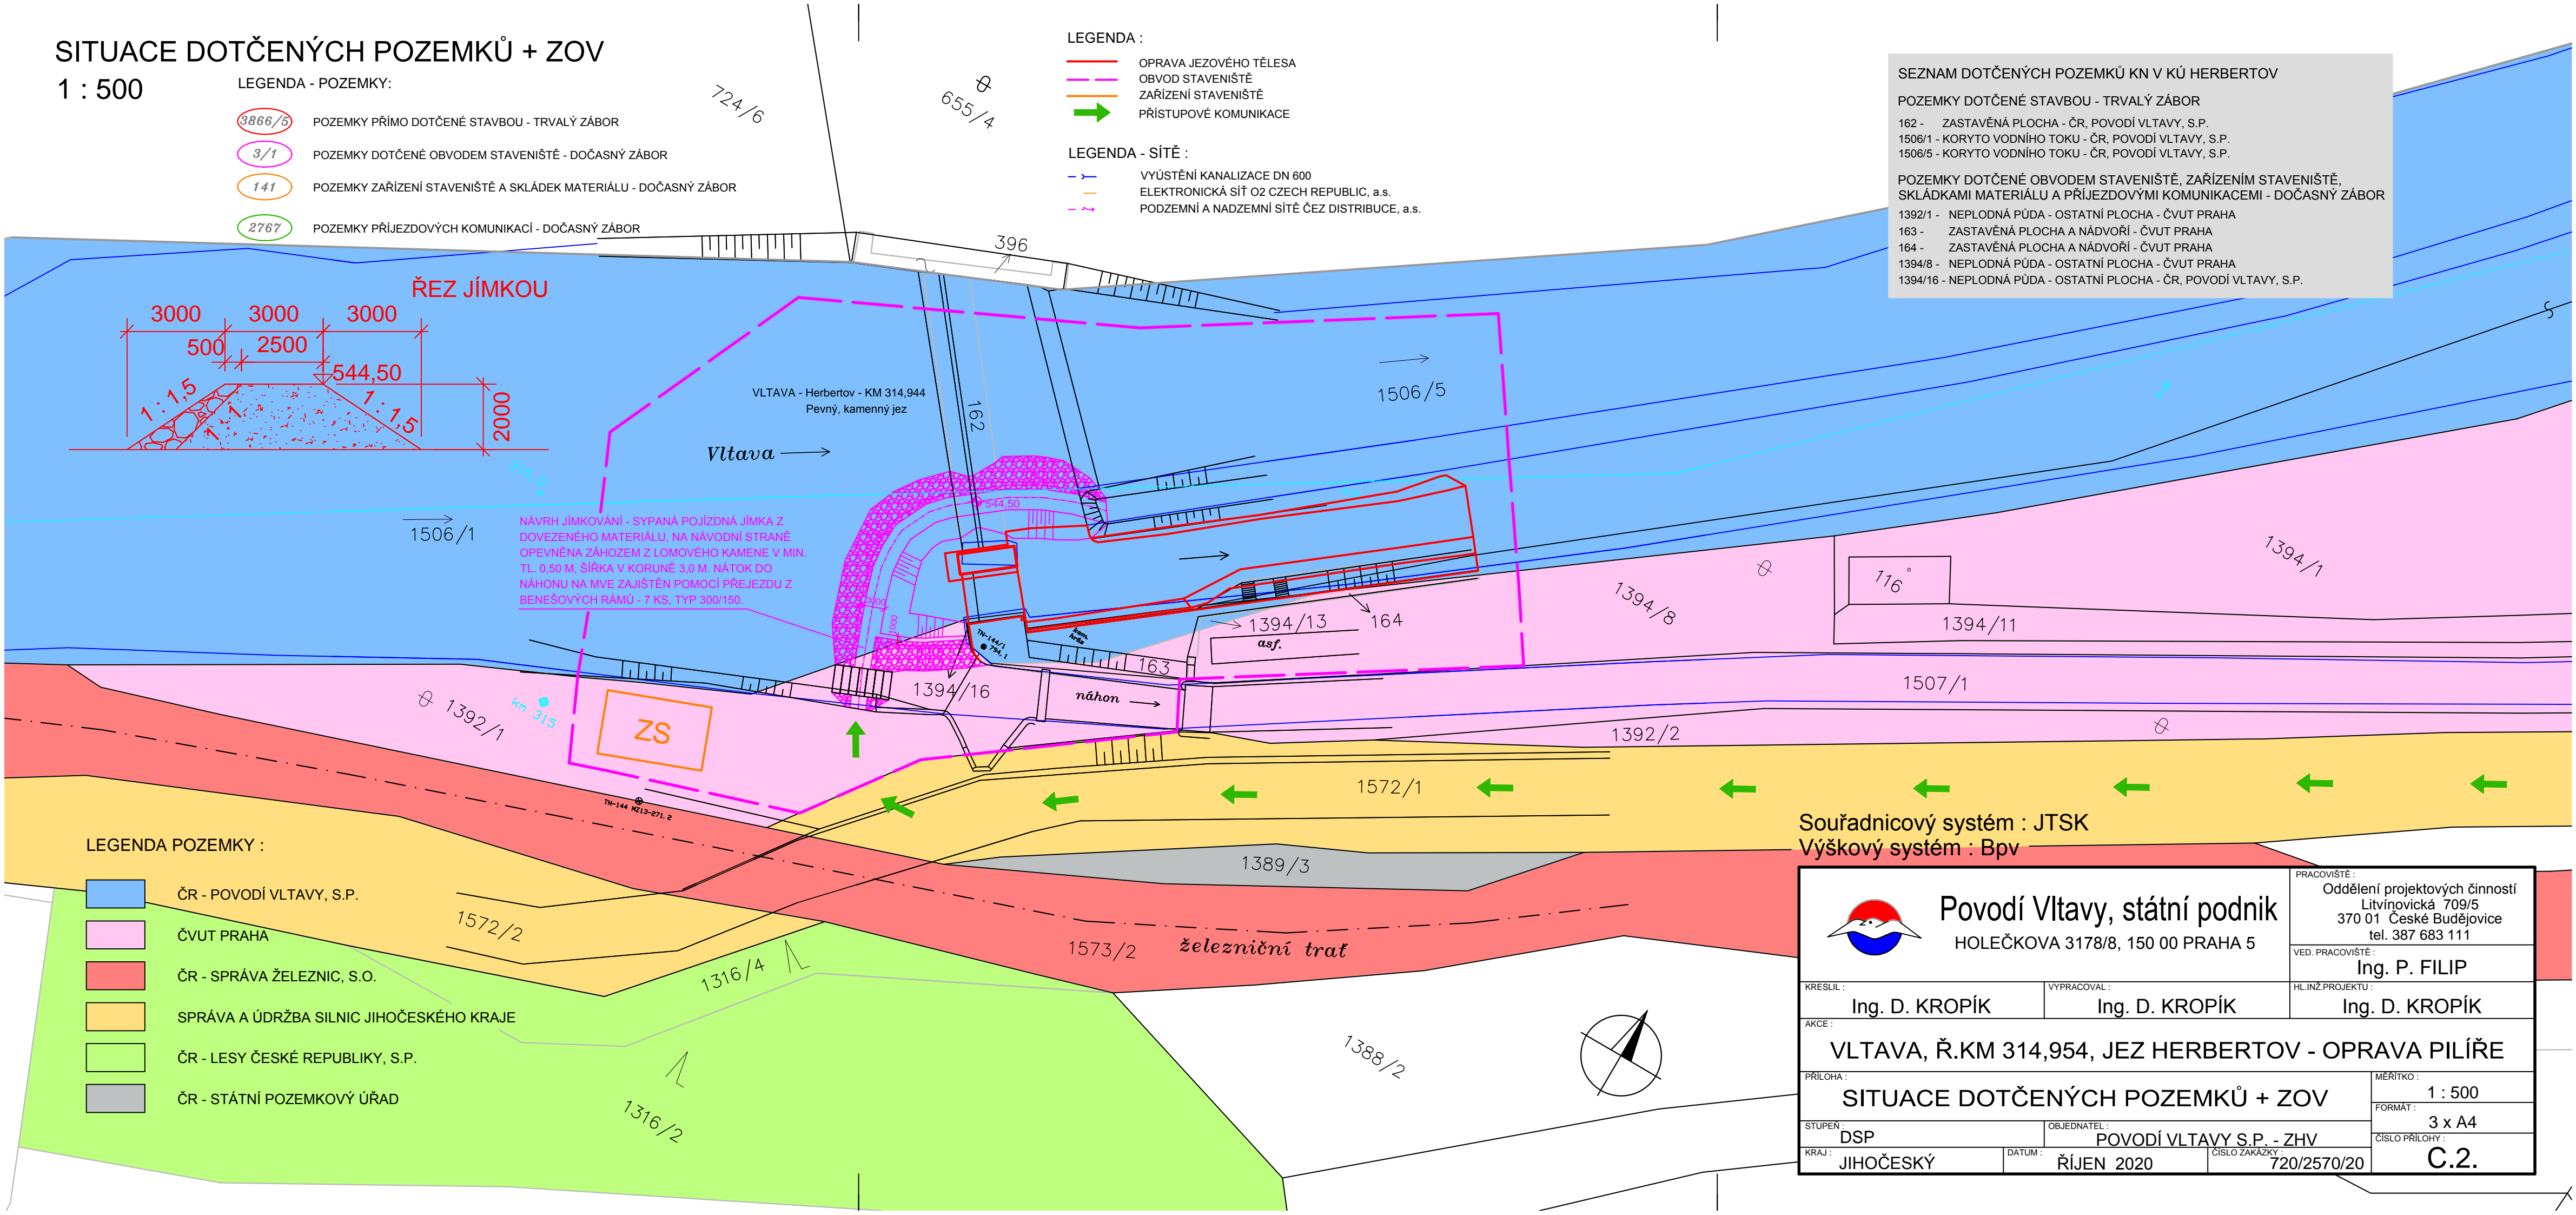 SITUACE DOTČENÝCH POZEMKŮ + ZOV
1 : 500
LEGENDA - POZEMKY:
3866/5 POZEMKY PŘÍMO DOTČENÉ STAVBOU - TRVALÝ ZÁBOR
3/1 POZEMKY DOTČENÉ OBVODEM STAVENIŠTĚ - DOČASNÝ ZÁBOR
141 POZEMKY ZAŘÍZENÍ STAVENIŠTĚ A SKLÁDEK MATERIÁLU - DOČASNÝ ZÁBOR
2767 POZEMKY PŘÍJEZDOVÝCH KOMUNIKACÍ - DOČASNÝ ZÁBOR
LEGENDA :
OPRAVA JEZOVÉHO TĚLESA
OBVOD STAVENIŠTĚ
ZAŘÍZENÍ STAVENIŠTĚ
PŘÍSTUPOVÉ KOMUNIKACE
LEGENDA - SÍTĚ :
VYÚSTĚNÍ KANALIZACE DN 600
ELEKTRONICKÁ SÍŤ O2 CZECH REPUBLIC, a.s.
PODZEMNÍ A NADZEMNÍ SÍTĚ ČEZ DISTRIBUCE, a.s.
SEZNAM DOTČENÝCH POZEMKŮ KN V KÚ HERBERTOV
POZEMKY DOTČENÉ STAVBOU - TRVALÝ ZÁBOR
162 - ZASTAVĚNÁ PLOCHA - ČR, POVODÍ VLTAVY, S.P.
1506/1 - KORYTO VODNÍHO TOKU - ČR, POVODÍ VLTAVY, S.P.
1506/5 - KORYTO VODNÍHO TOKU - ČR, POVODÍ VLTAVY, S.P.
POZEMKY DOTČENÉ OBVODEM STAVENIŠTĚ, ZAŘÍZENÍM STAVENIŠTĚ,
SKLÁDKAMI MATERIÁLU A PŘÍJEZDOVÝMI KOMUNIKACEMI - DOČASNÝ ZÁBOR
1392/1 - NEPLODNÁ PŮDA - OSTATNÍ PLOCHA - ČVUT PRAHA
163 - ZASTAVĚNÁ PLOCHA A NÁDVOŘÍ - ČVUT PRAHA
164 - ZASTAVĚNÁ PLOCHA A NÁDVOŘÍ - ČVUT PRAHA
1394/8 - NEPLODNÁ PŮDA - OSTATNÍ PLOCHA - ČVUT PRAHA
1394/16 - NEPLODNÁ PŮDA - OSTATNÍ PLOCHA - ČR, POVODÍ VLTAVY, S.P.
724/6
655/4
396
ŘEZ JÍMKOU
3000 3000 3000
500 2500
544,50
1 : 1,5
1 : 1
1 : 1,5
2000
VLTAVA - Herbertov - KM 314,944
Pevný, kamenný jez
162
1506/5
Vltava
1506/1
NÁVRH JÍMKOVÁNÍ - SYPANÁ POJÍZDNÁ JÍMKA Z
DOVEZENÉHO MATERIÁLU, NA NÁVODNÍ STRANĚ
OPEVNĚNA ZÁHOZEM Z LOMOVÉHO KAMENE V MIN.
TL. 0,50 M, ŠÍŘKA V KORUNĚ 3,0 M. NÁTOK DO
NÁHONU NA MVE ZAJIŠTĚN POMOCÍ PŘEJEZDU Z
BENEŠOVÝCH RÁMŮ - 7 KS, TYP 300/150.
544,50
3000
TN-144/1
794.1
kam.
hráz
1394/13
asf.
164
163
1394/16
náhon
1394/8
116
1394/11
1394/1
1507/1
1392/2
1392/1
km 315
ZS
TN-144 MZ13-271.2
1572/1
1389/3
1572/2
1573/2
železniční trať
1316/4
1316/2
1388/2
LEGENDA POZEMKY :
ČR - POVODÍ VLTAVY, S.P.
ČVUT PRAHA
ČR - SPRÁVA ŽELEZNIC, S.O.
SPRÁVA A ÚDRŽBA SILNIC JIHOČESKÉHO KRAJE
ČR - LESY ČESKÉ REPUBLIKY, S.P.
ČR - STÁTNÍ POZEMKOVÝ ÚŘAD
Souřadnicový systém : JTSK
Výškový systém : Bpv
Povodí Vltavy, státní podnik
HOLEČKOVA 3178/8, 150 00 PRAHA 5
PRACOVIŠTĚ :
Oddělení projektových činností
Litvínovická 709/5
370 01 České Budějovice
tel. 387 683 111
VED. PRACOVIŠTĚ :
Ing. P. FILIP
KRESLIL :
Ing. D. KROPÍK
VYPRACOVAL :
Ing. D. KROPÍK
HL.INŽ.PROJEKTU :
Ing. D. KROPÍK
AKCE :
VLTAVA, Ř.KM 314,954, JEZ HERBERTOV - OPRAVA PILÍŘE
PŘÍLOHA :
SITUACE DOTČENÝCH POZEMKŮ + ZOV
MĚŘÍTKO :
1 : 500
FORMÁT :
3 x A4
STUPEŇ :
DSP
OBJEDNATEL :
POVODÍ VLTAVY S.P. - ZHV
ČÍSLO PŘÍLOHY :
C.2.
KRAJ :
JIHOČESKÝ
DATUM :
ŘÍJEN 2020
ČÍSLO ZAKÁZKY :
720/2570/20